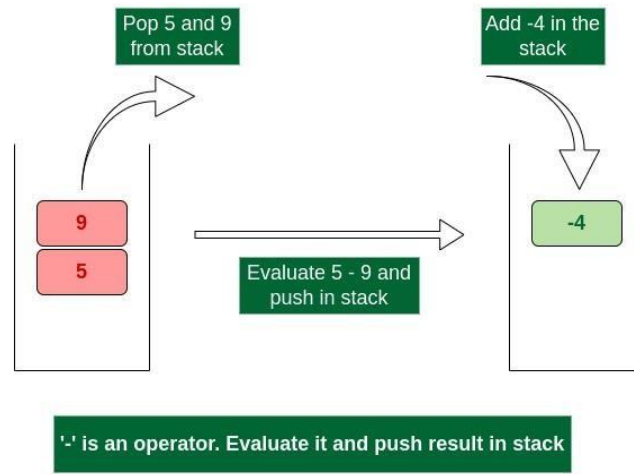 Pop 5 and 9
from stack
Add -4 in the
stack
9
5
Evaluate 5 - 9 and
push in stack
-4
'-' is an operator. Evaluate it and push result in stack